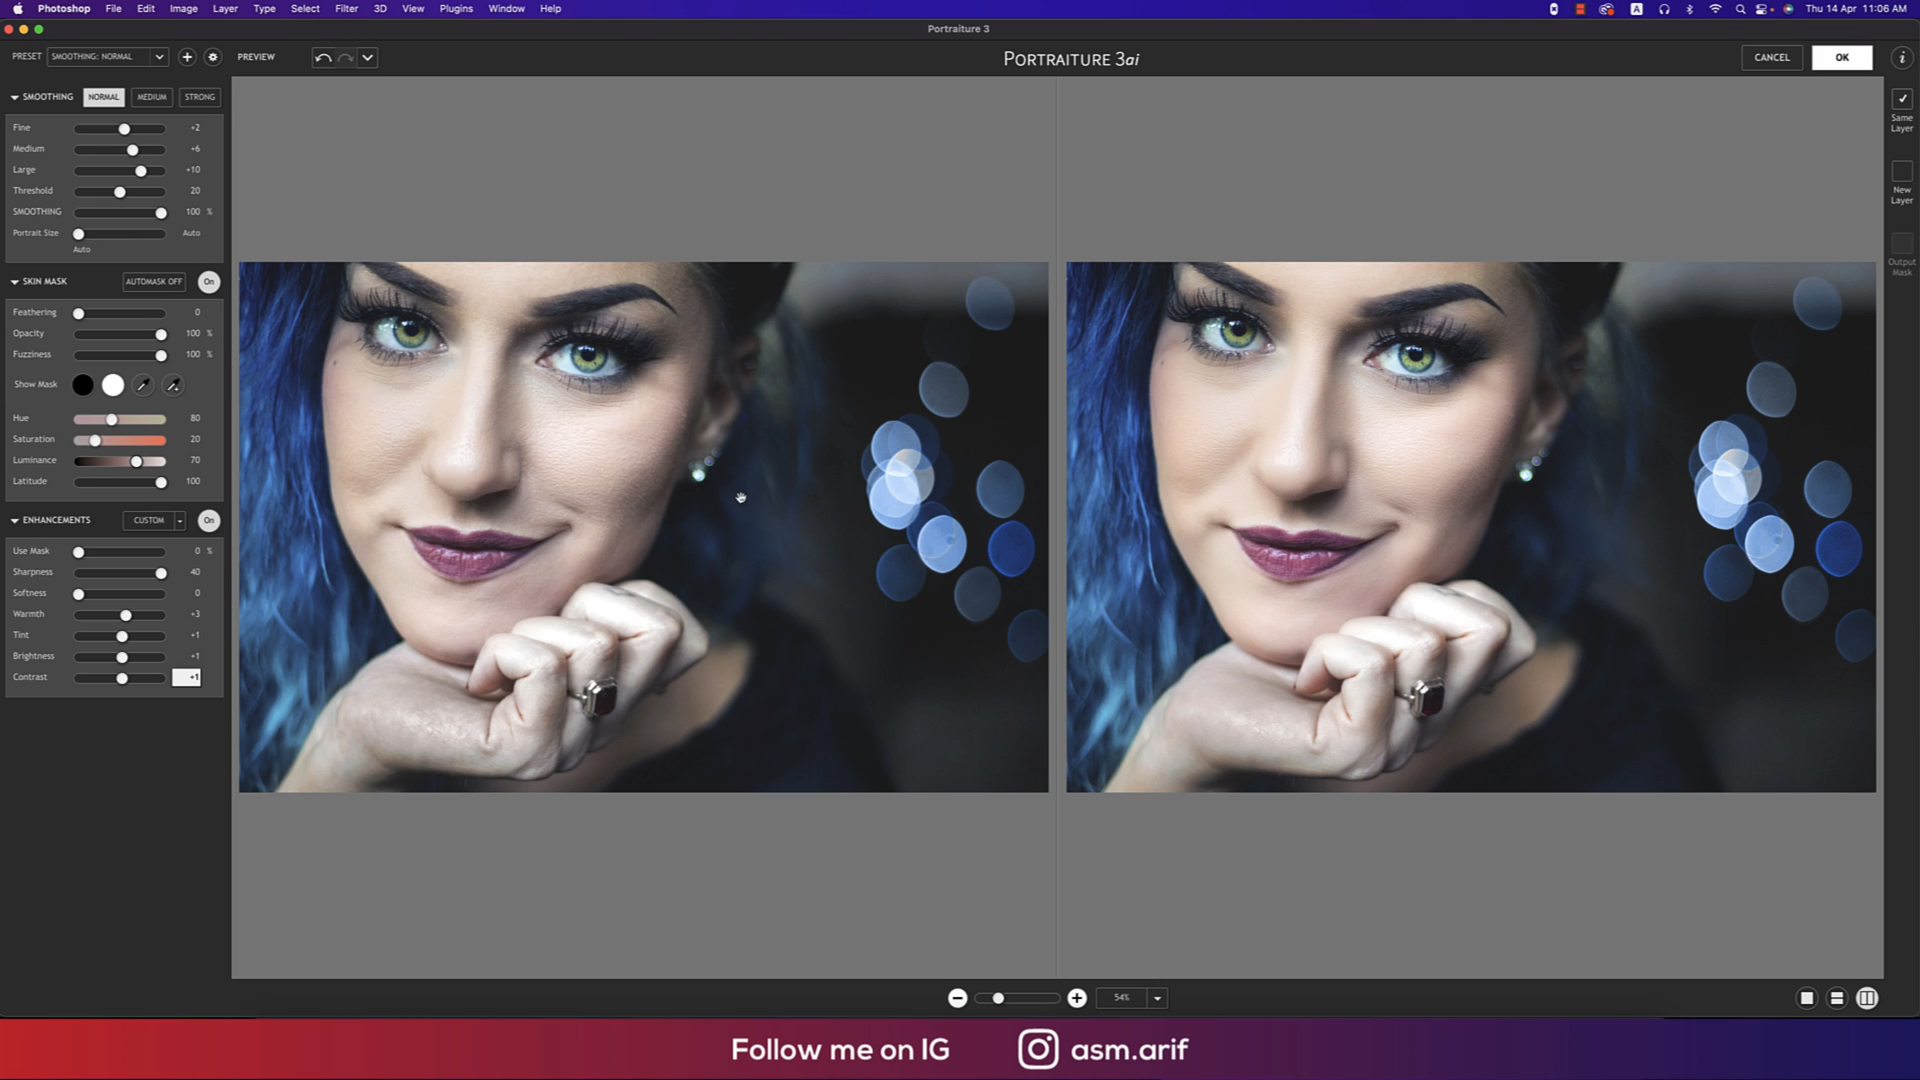 Photoshop File Edit Image Layer Type Select Filter 3D View Plugins Window Help A Thu 14 Apr 11:06 AM
Portraiture 3
PRESET SMOOTHING: NORMAL PREVIEW PORTRAITURE 3ai CANCEL OK i
SMOOTHING NORMAL MEDIUM STRONG
Fine +2
Medium +6
Large +10
Threshold 20
SMOOTHING 100 %
Portrait Size Auto
Auto
SKIN MASK AUTOMASK OFF On
Feathering 0
Opacity 100 %
Fuzziness 100 %
Show Mask
Hue 80
Saturation 20
Luminance 70
Latitude 100
ENHANCEMENTS CUSTOM On
Use Mask 0 %
Sharpness 40
Softness 0
Warmth +3
Tint +1
Brightness +1
Contrast +1
Same
Layer
New
Layer
Output
Mask
54%
Follow me on IG asm.arif